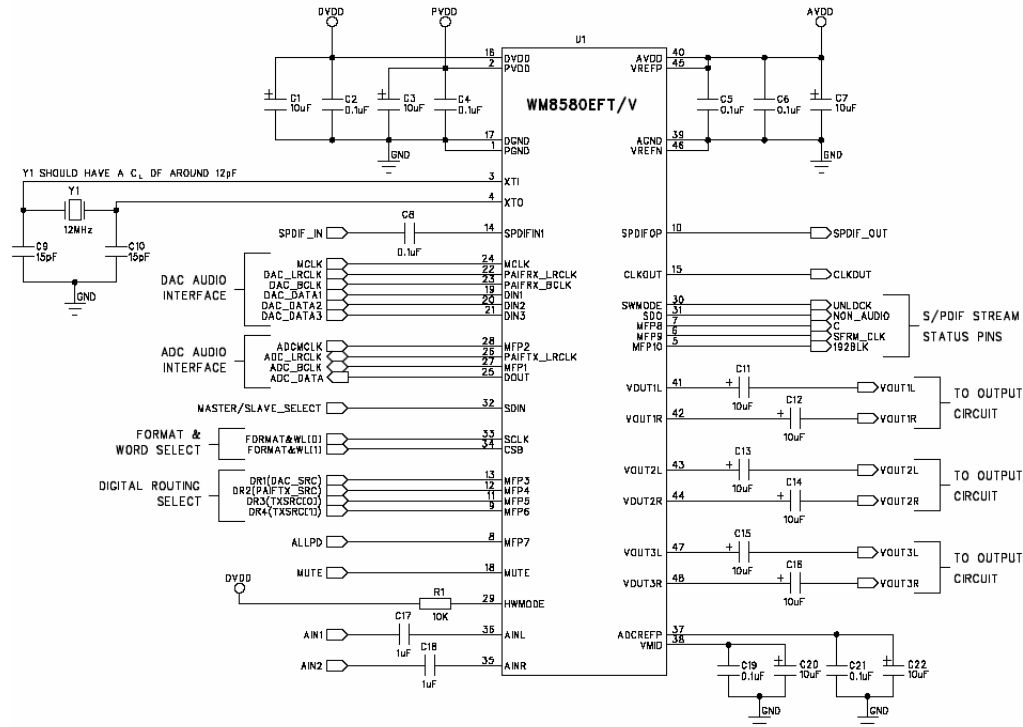 DVDD
PVDD
AVDD
U1
WM8580EFT/V
16 DVDD
2 PVDD
C1 10uF
C2 0.1uF
C3 10uF
C4 0.1uF
17 DGND
1 PGND
GND
40 AVDD
45 VREFP
C5 0.1uF
C6 0.1uF
C7 10uF
39 AGND
46 VREFN
GND
Y1 SHOULD HAVE A CL OF AROUND 12pF
Y1
12MHz
C9 15pF
C10 15pF
GND
3 XTI
4 XTO
SPDIF_IN
C8
0.1uF
14 SPDIFIN1
SPDIFOP 10
SPDIF_OUT
DAC AUDIO
INTERFACE
MCLK 24 MCLK
DAC_LRCLK 22 PAIFRX_LRCLK
DAC_BCLK 23 PAIFRX_BCLK
DAC_DATA1 19 DIN1
DAC_DATA2 20 DIN2
DAC_DATA3 21 DIN3
CLKOUT 15 CLKOUT
SWMODE 30 UNLOCK
SDO 31 NON_AUDIO
MFP8 7 C
MFP9 6 SFRM_CLK
MFP10 5 192BLK
S/PDIF STREAM
STATUS PINS
ADC AUDIO
INTERFACE
ADCMCLK 28 MFP2
ADC_LRCLK 26 PAIFTX_LRCLK
ADC_BCLK 27 MFP1
ADC_DATA 25 DOUT
MASTER/SLAVE_SELECT 32 SDIN
FORMAT &
WORD SELECT
FORMAT&WL[0] 33 SCLK
FORMAT&WL[1] 34 CSB
DIGITAL ROUTING
SELECT
DR1(DAC_SRC) 13 MFP3
DR2(PAIFTX_SRC) 12 MFP4
DR3(TXSRC[0]) 11 MFP5
DR4(TXSRC[1]) 9 MFP6
ALLPD 8 MFP7
MUTE 18 MUTE
DVDD
R1
10K
29 HWMODE
AIN1
C17
1uF
36 AINL
AIN2
C18
1uF
35 AINR
VOUT1L 41
C11
10uF
VOUT1L
VOUT1R 42
C12
10uF
VOUT1R
TO OUTPUT
CIRCUIT
VOUT2L 43
C13
10uF
VOUT2L
VOUT2R 44
C14
10uF
VOUT2R
TO OUTPUT
CIRCUIT
VOUT3L 47
C15
10uF
VOUT3L
VOUT3R 48
C16
10uF
VOUT3R
TO OUTPUT
CIRCUIT
ADCREFP 37
VMID 38
C19 0.1uF
C20 10uF
C21 0.1uF
C22 10uF
GND
GND